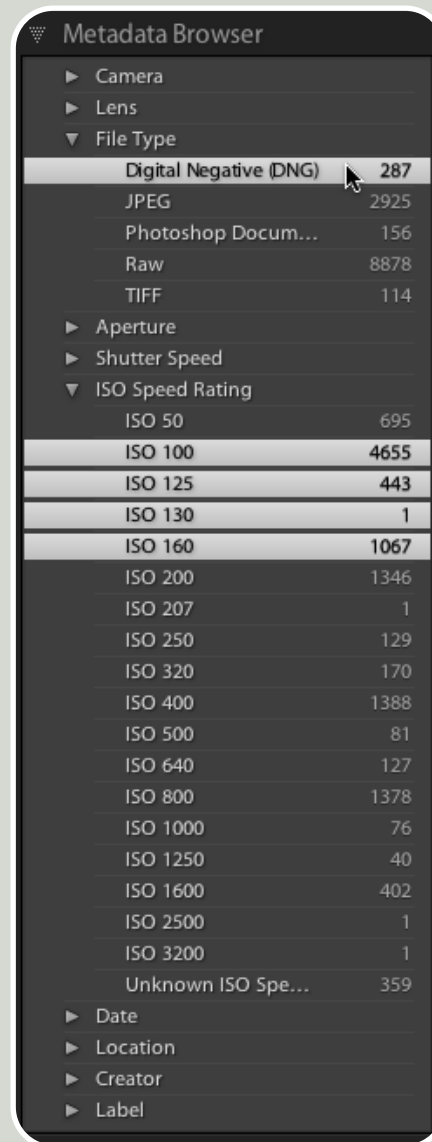 Metadata Browser
Camera
Lens
File Type
Digital Negative (DNG) 287
JPEG 2925
Photoshop Docum... 156
Raw 8878
TIFF 114
Aperture
Shutter Speed
ISO Speed Rating
ISO 50 695
ISO 100 4655
ISO 125 443
ISO 130 1
ISO 160 1067
ISO 200 1346
ISO 207 1
ISO 250 129
ISO 320 170
ISO 400 1388
ISO 500 81
ISO 640 127
ISO 800 1378
ISO 1000 76
ISO 1250 40
ISO 1600 402
ISO 2500 1
ISO 3200 1
Unknown ISO Spe... 359
Date
Location
Creator
Label